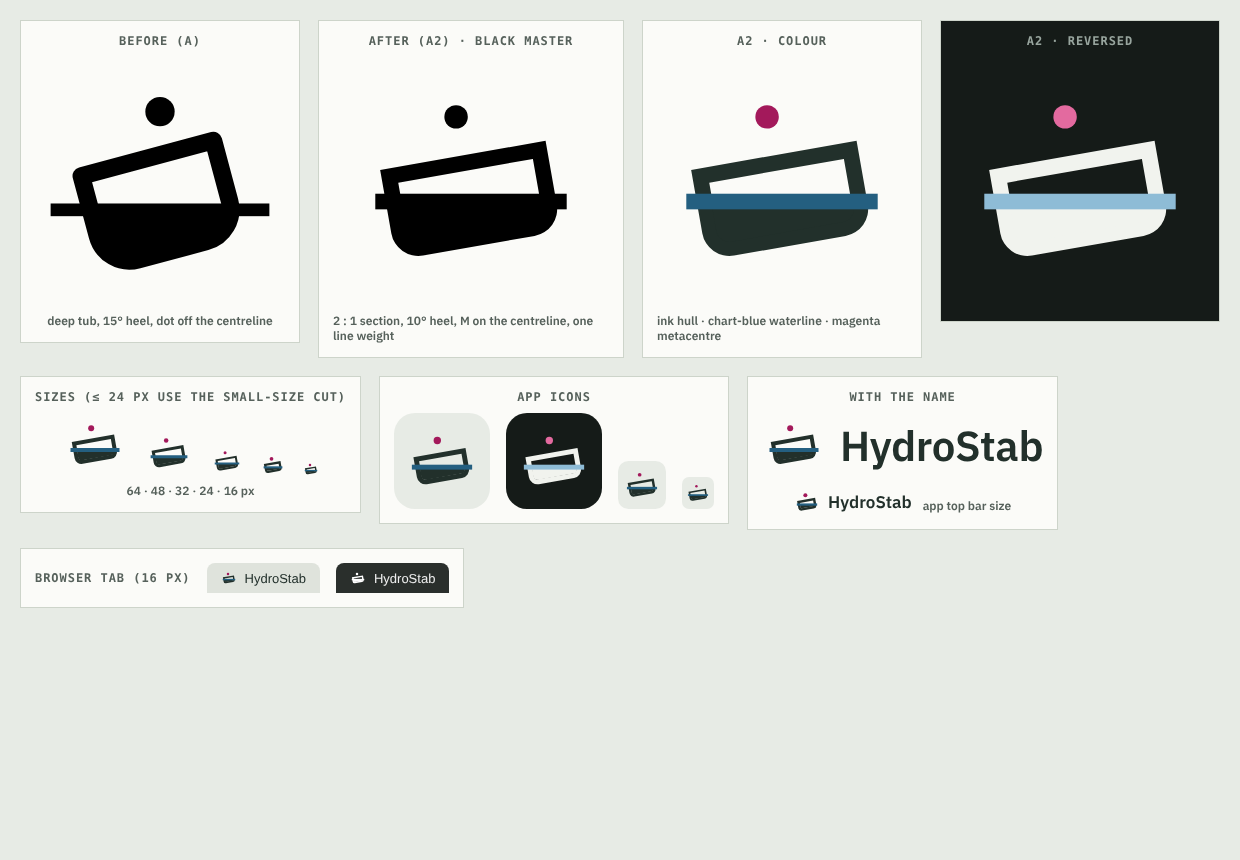 BEFORE (A)
deep tub, 15° heel, dot off the centreline
AFTER (A2) · BLACK MASTER
2 : 1 section, 10° heel, M on the centreline, one
line weight
A2 · COLOUR
ink hull · chart-blue waterline · magenta
metacentre
A2 · REVERSED
SIZES (≤ 24 PX USE THE SMALL-SIZE CUT)
64 · 48 · 32 · 24 · 16 px
APP ICONS
WITH THE NAME
HydroStab
HydroStab app top bar size
BROWSER TAB (16 PX) HydroStab HydroStab